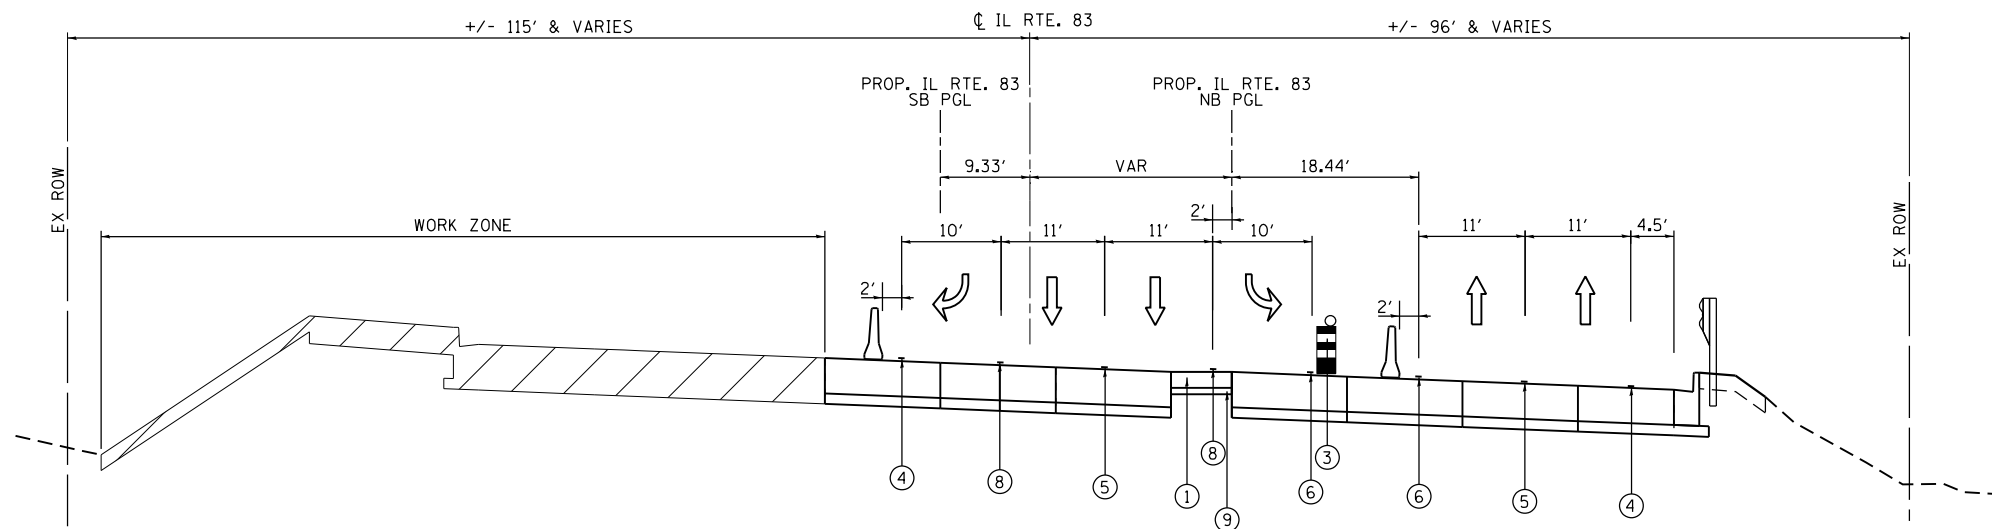 +/- 115' & VARIES
℄ IL RTE. 83
+/- 96' & VARIES
PROP. IL RTE. 83
SB PGL
PROP. IL RTE. 83
NB PGL
EX ROW
9.33'
VAR
18.44'
EX ROW
WORK ZONE
2'
10'
11'
11'
10'
11'
11'
4.5'
2'
2'
4
8
5
1
8
9
3
6
6
5
4